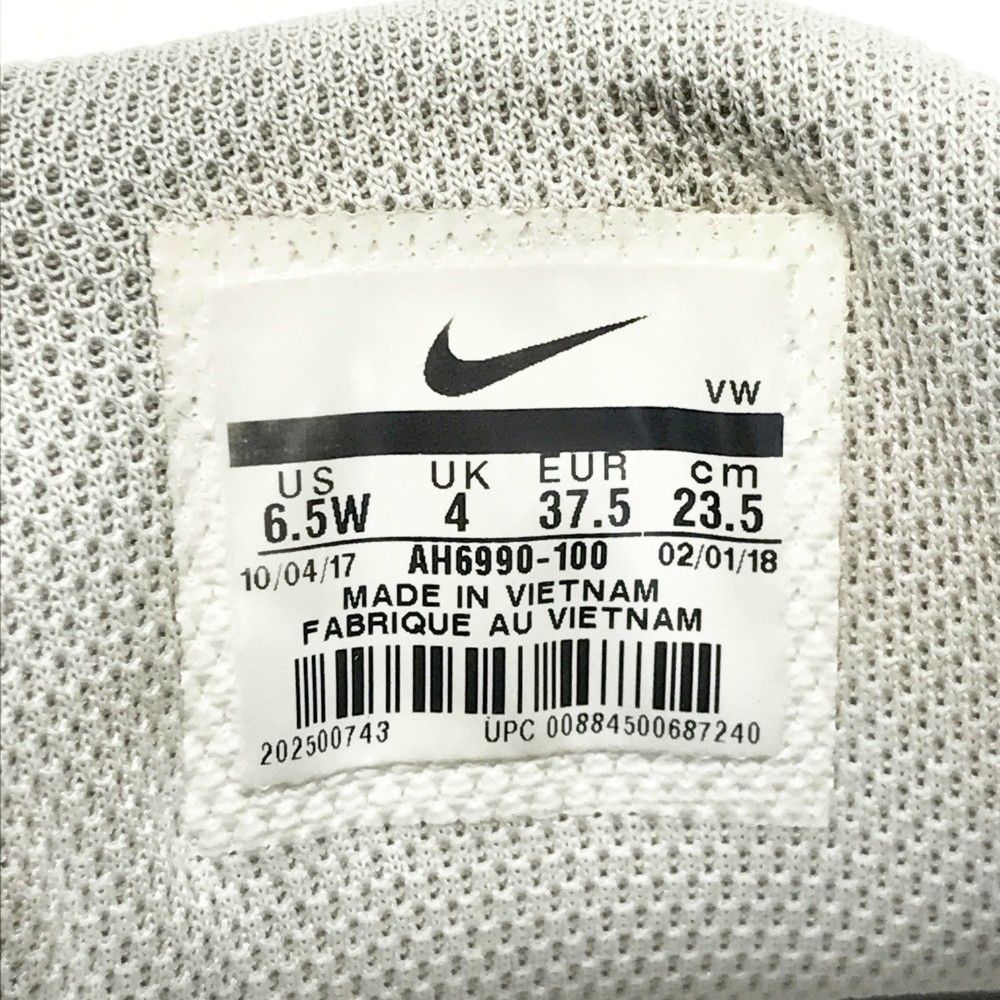 VW
US UK EUR cm
6.5W 4 37.5 23.5
10/04/17 AH6990-100 02/01/18
MADE IN VIETNAM
FABRIQUE AU VIETNAM
202500743 UPC 00884500687240